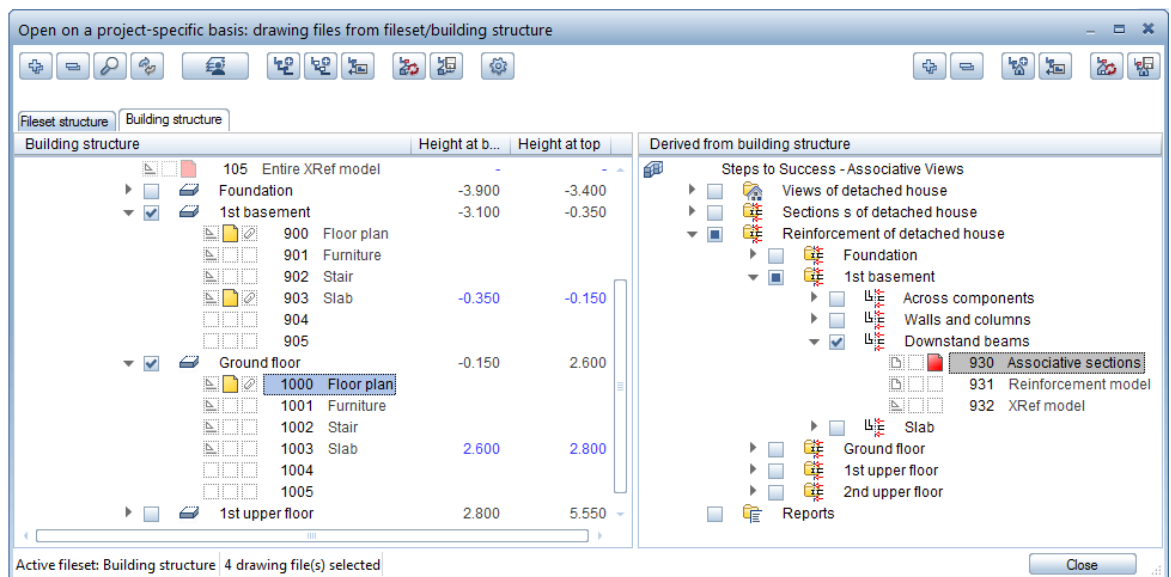 Open on a project-specific basis: drawing files from fileset/building structure
Fileset structure Building structure
Building structure Height at b... Height at top
105 Entire XRef model - -
Foundation -3.900 -3.400
1st basement -3.100 -0.350
900 Floor plan
901 Furniture
902 Stair
903 Slab -0.350 -0.150
904
905
Ground floor -0.150 2.600
1000 Floor plan
1001 Furniture
1002 Stair
1003 Slab 2.600 2.800
1004
1005
1st upper floor 2.800 5.550
Derived from building structure
Steps to Success - Associative Views
Views of detached house
Sections s of detached house
Reinforcement of detached house
Foundation
1st basement
Across components
Walls and columns
Downstand beams
930 Associative sections
931 Reinforcement model
932 XRef model
Slab
Ground floor
1st upper floor
2nd upper floor
Reports
Active fileset: Building structure 4 drawing file(s) selected
Close